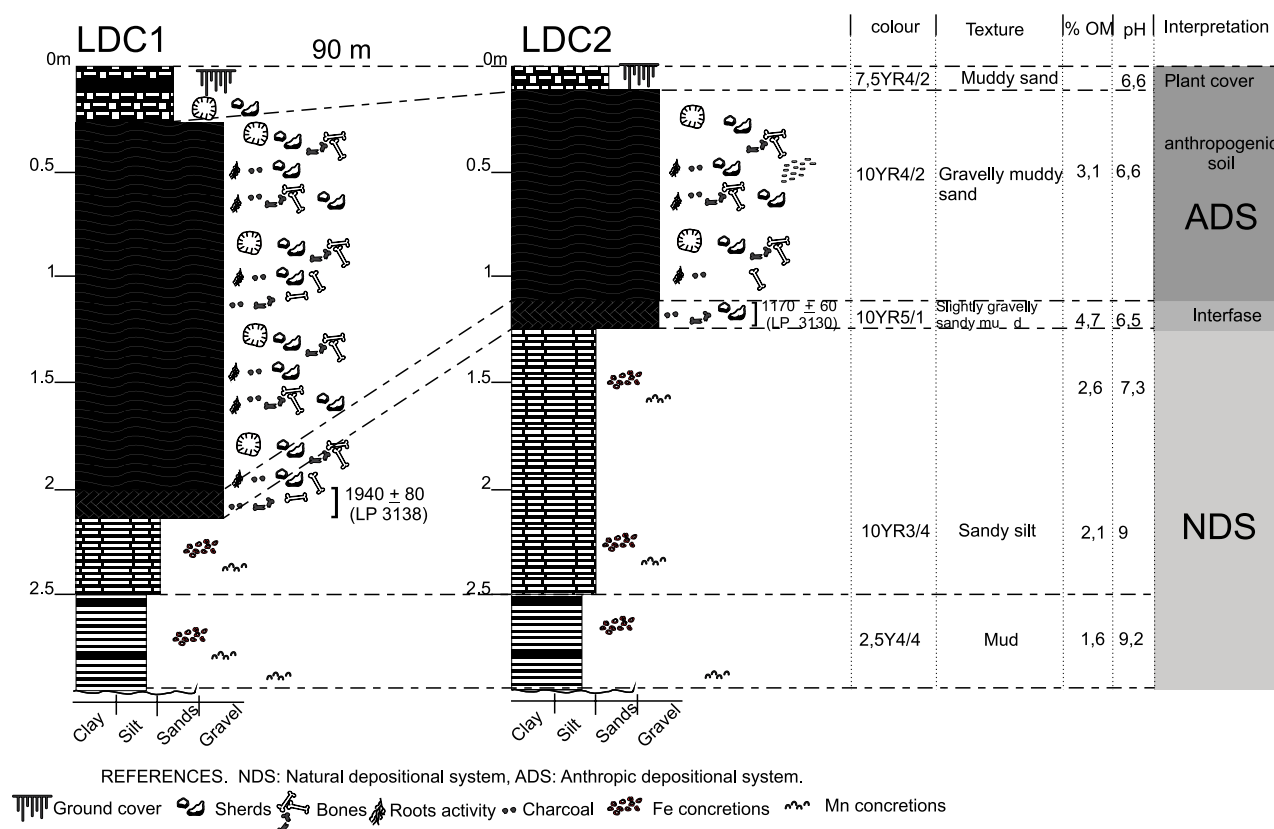 LDC1
90 m
LDC2
colour
Texture
% OM
pH
Interpretation
0m
0m
7,5YR4/2
Muddy sand
6,6
Plant cover
0.5
0.5
10YR4/2
Gravelly muddy
sand
3,1
6,6
anthropogenic
soil
ADS
1
1
1170 ± 60
(LP 3130)
10YR5/1
Slightly gravelly
sandy mu d
4,7
6,5
Interfase
1.5
1.5
2,6
7,3
2
2
1940 ± 80
(LP 3138)
10YR3/4
Sandy silt
2,1
9
NDS
2.5
2.5
2,5Y4/4
Mud
1,6
9,2
Clay
Silt
Sands
Gravel
Clay
Silt
Sands
Gravel
REFERENCES. NDS: Natural depositional system, ADS: Anthropic depositional system.
Ground cover Sherds Bones Roots activity Charcoal Fe concretions Mn concretions